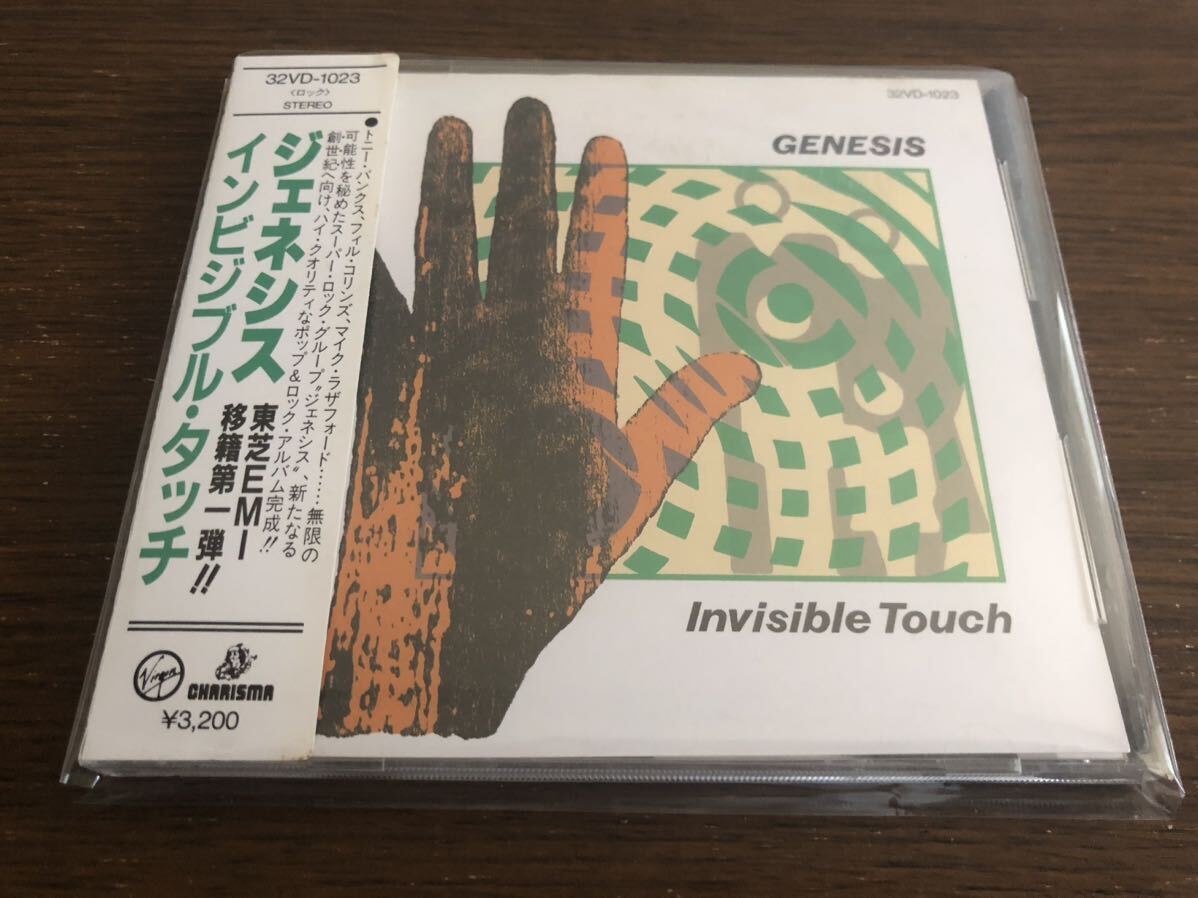 32VD-1023
〈ロック〉
STEREO
●トニー・バンクス、フィル・コリンズ、マイク・ラザフォード……無限の
可能性を秘めたスーパー・ロック・グループ“ジェネシス”、新たなる
創世紀へ向け、ハイ・クオリティなポップ&ロック・アルバム完成!!
ジェネシス
インビジブル・タッチ
東芝EMI
移籍第一弾!!
Virgin
CHARISMA
¥3,200
32VD-1023
GENESIS
Invisible Touch